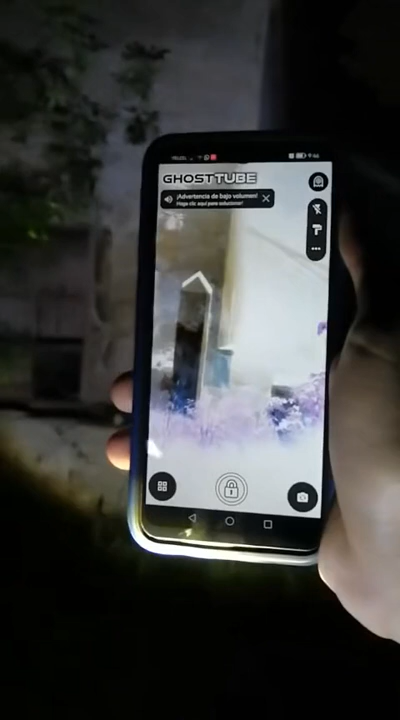 GHOSTTUBE
¡Advertencia de bajo volumen!
Haga clic aquí para solucionar!